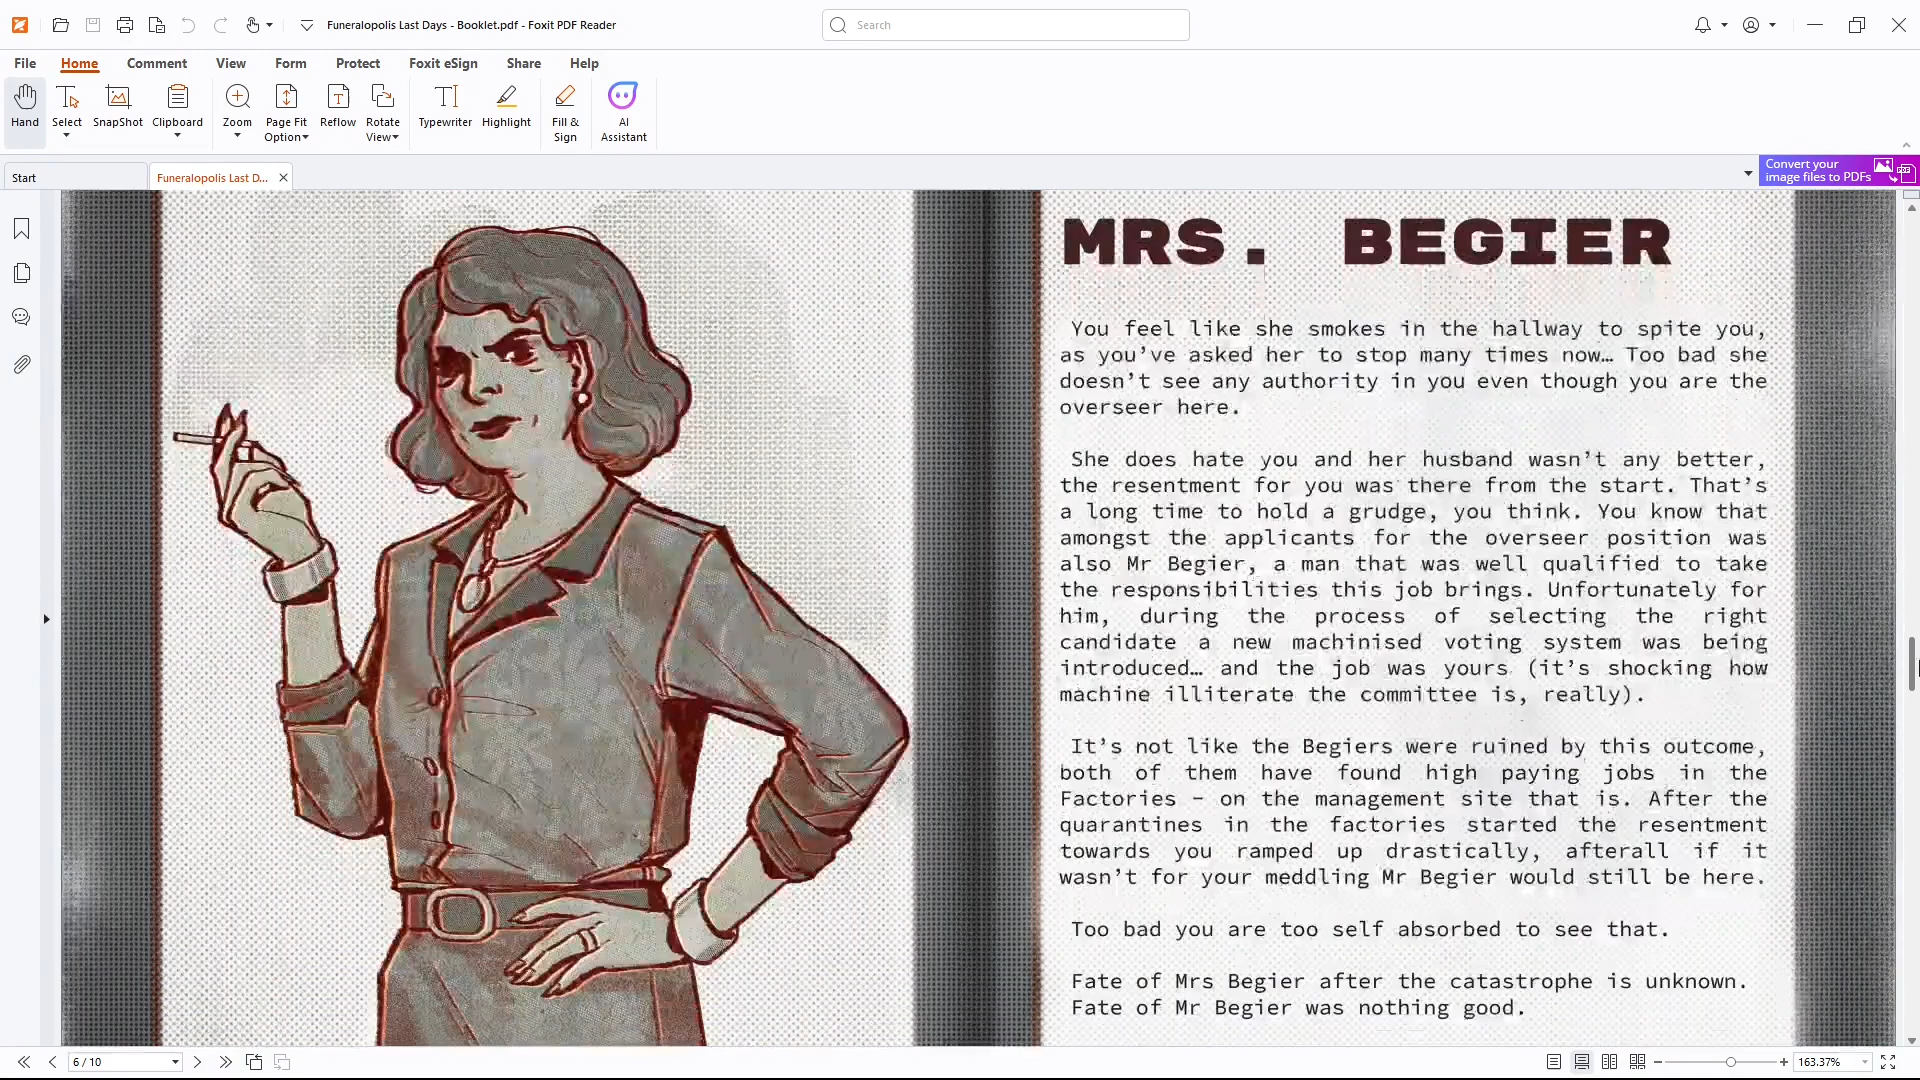 Funeralopolis Last Days - Booklet.pdf - Foxit PDF Reader
Search
File Home Comment View Form Protect Foxit eSign Share Help
Hand
Select
SnapShot
Clipboard
Zoom
Page Fit
Option
Reflow
Rotate
View
Typewriter
Highlight
Fill &
Sign
AI
Assistant
Start
Funeralopolis Last D...
Convert your
image files to PDFs
PDF
MRS. BEGIER
You feel like she smokes in the hallway to spite you,
as you’ve asked her to stop many times now… Too bad she
doesn’t see any authority in you even though you are the
overseer here.
She does hate you and her husband wasn’t any better,
the resentment for you was there from the start. That’s
a long time to hold a grudge, you think. You know that
amongst the applicants for the overseer position was
also Mr Begier, a man that was well qualified to take
the responsibilities this job brings. Unfortunately for
him, during the process of selecting the right
candidate a new machinised voting system was being
introduced… and the job was yours (it’s shocking how
machine illiterate the committee is, really).
It’s not like the Begiers were ruined by this outcome,
both of them have found high paying jobs in the
Factories - on the management site that is. After the
quarantines in the factories started the resentment
towards you ramped up drastically, afterall if it
wasn’t for your meddling Mr Begier would still be here.
Too bad you are too self absorbed to see that.
Fate of Mrs Begier after the catastrophe is unknown.
Fate of Mr Begier was nothing good.
6 / 10
163.37%